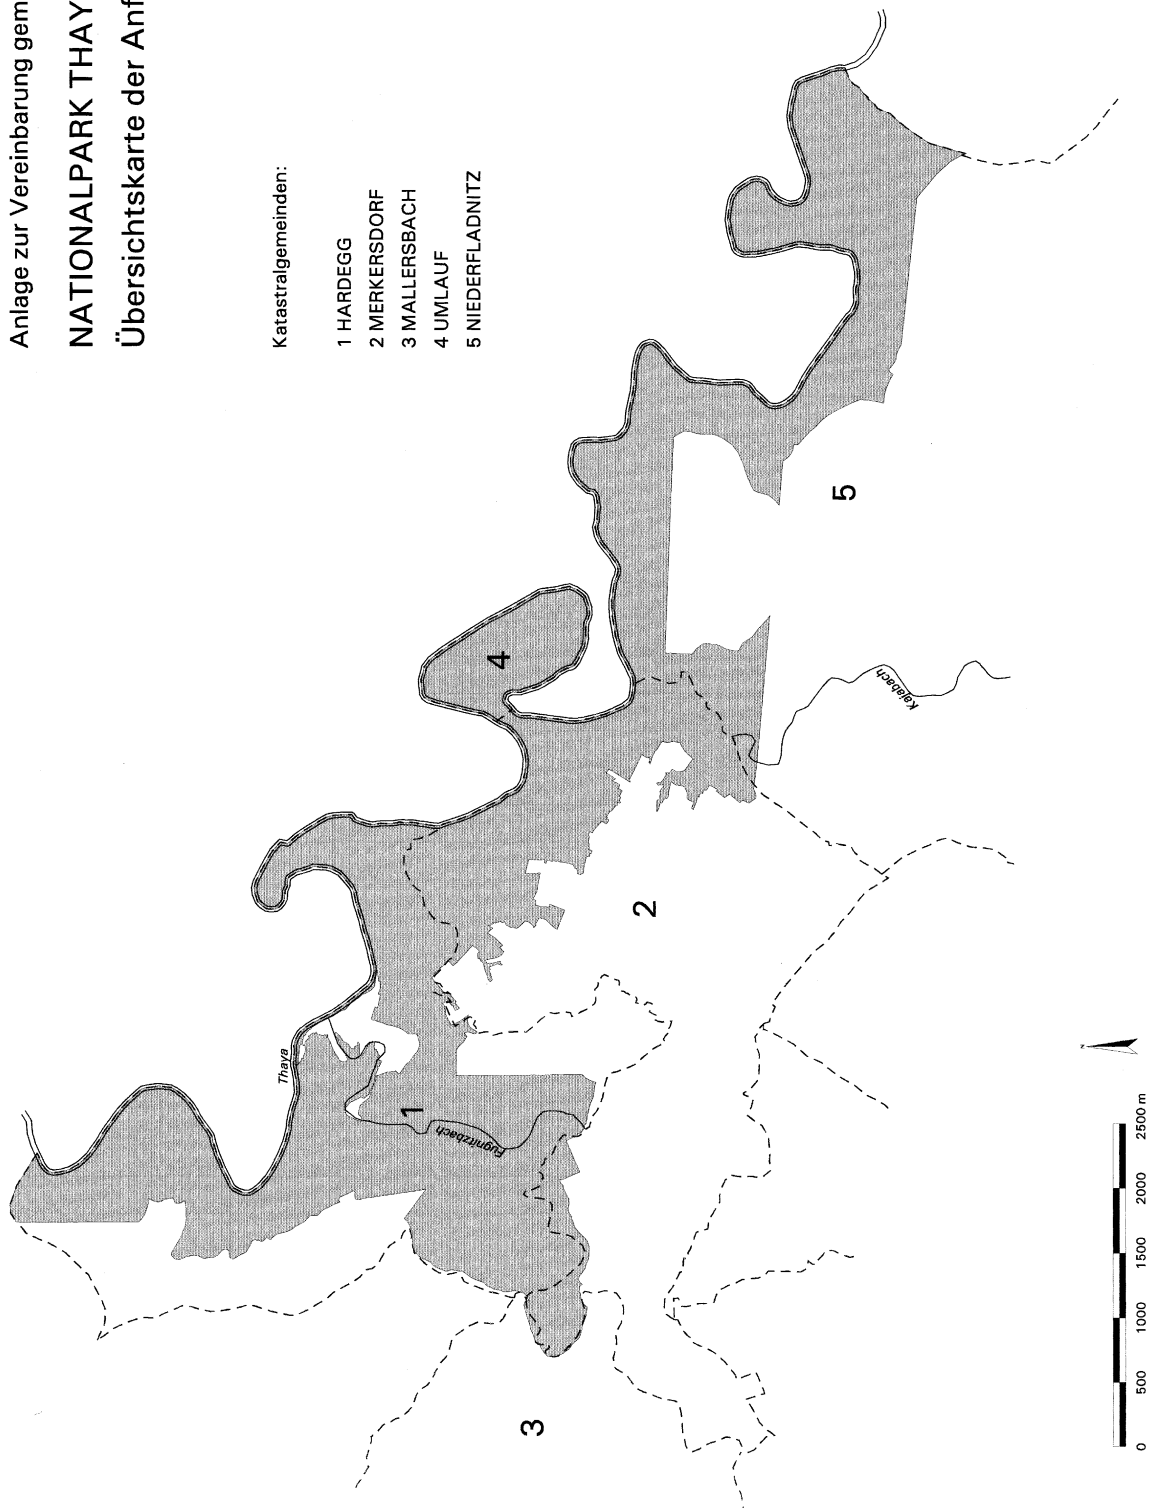 Anlage zur Vereinbarung gem
NATIONALPARK THAY
Übersichtskarte der Anf
Katastralgemeinden:
1 HARDEGG
2 MERKERSDORF
3 MALLERSBACH
4 UMLAUF
5 NIEDERFLADNITZ
Thaya
4
1
Fugnitzbach
3
2
Kajabach
5
0 500 1000 1500 2000 2500 m